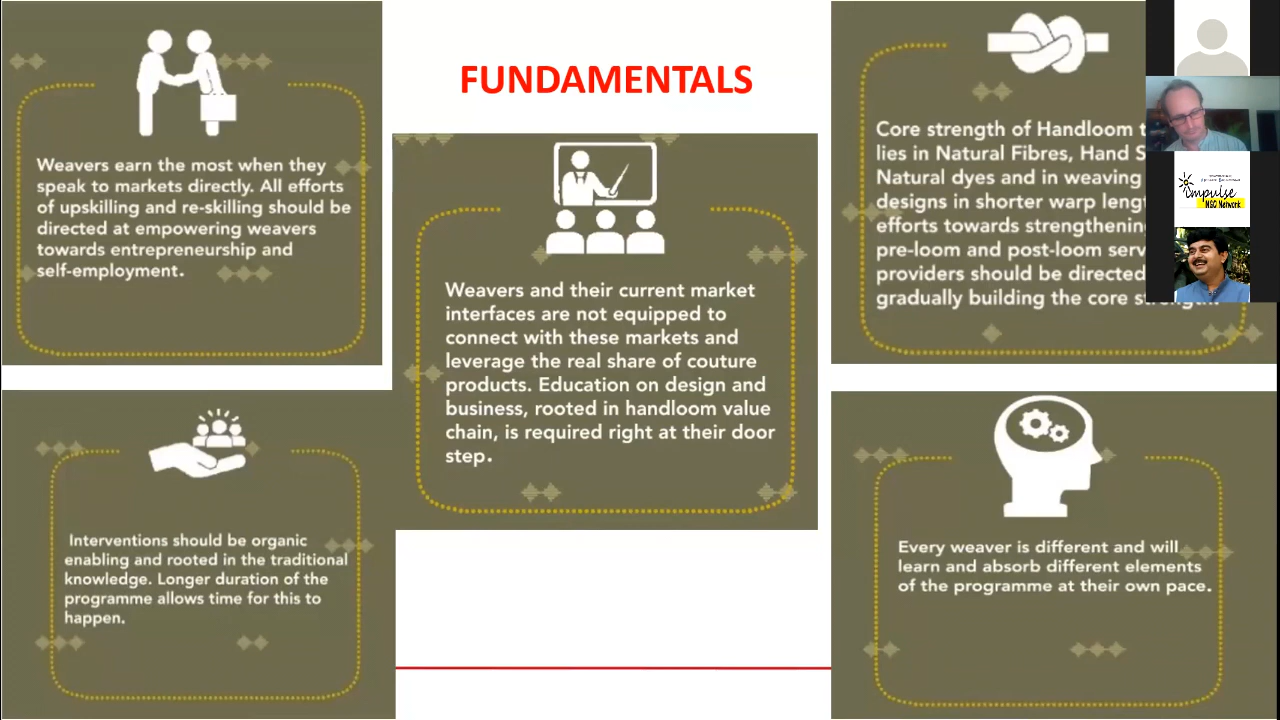 FUNDAMENTALS
Weavers earn the most when they
speak to markets directly. All efforts
of upskilling and re-skilling should be
directed at empowering weavers
towards entrepreneurship and
self-employment.
Weavers and their current market
interfaces are not equipped to
connect with these markets and
leverage the real share of couture
products. Education on design and
business, rooted in handloom value
chain, is required right at their door
step.
Core strength of Handloom
lies in Natural Fibres, Hand
Natural dyes and in weaving
designs in shorter warp
efforts towards strengthening
pre-loom and post-loom
providers should be directed
gradually building the core strength.
Impulse
NGO Network
Interventions should be organic
enabling and rooted in the traditional
knowledge. Longer duration of the
programme allows time for this to
happen.
Every weaver is different and will
learn and absorb different elements
of the programme at their own pace.